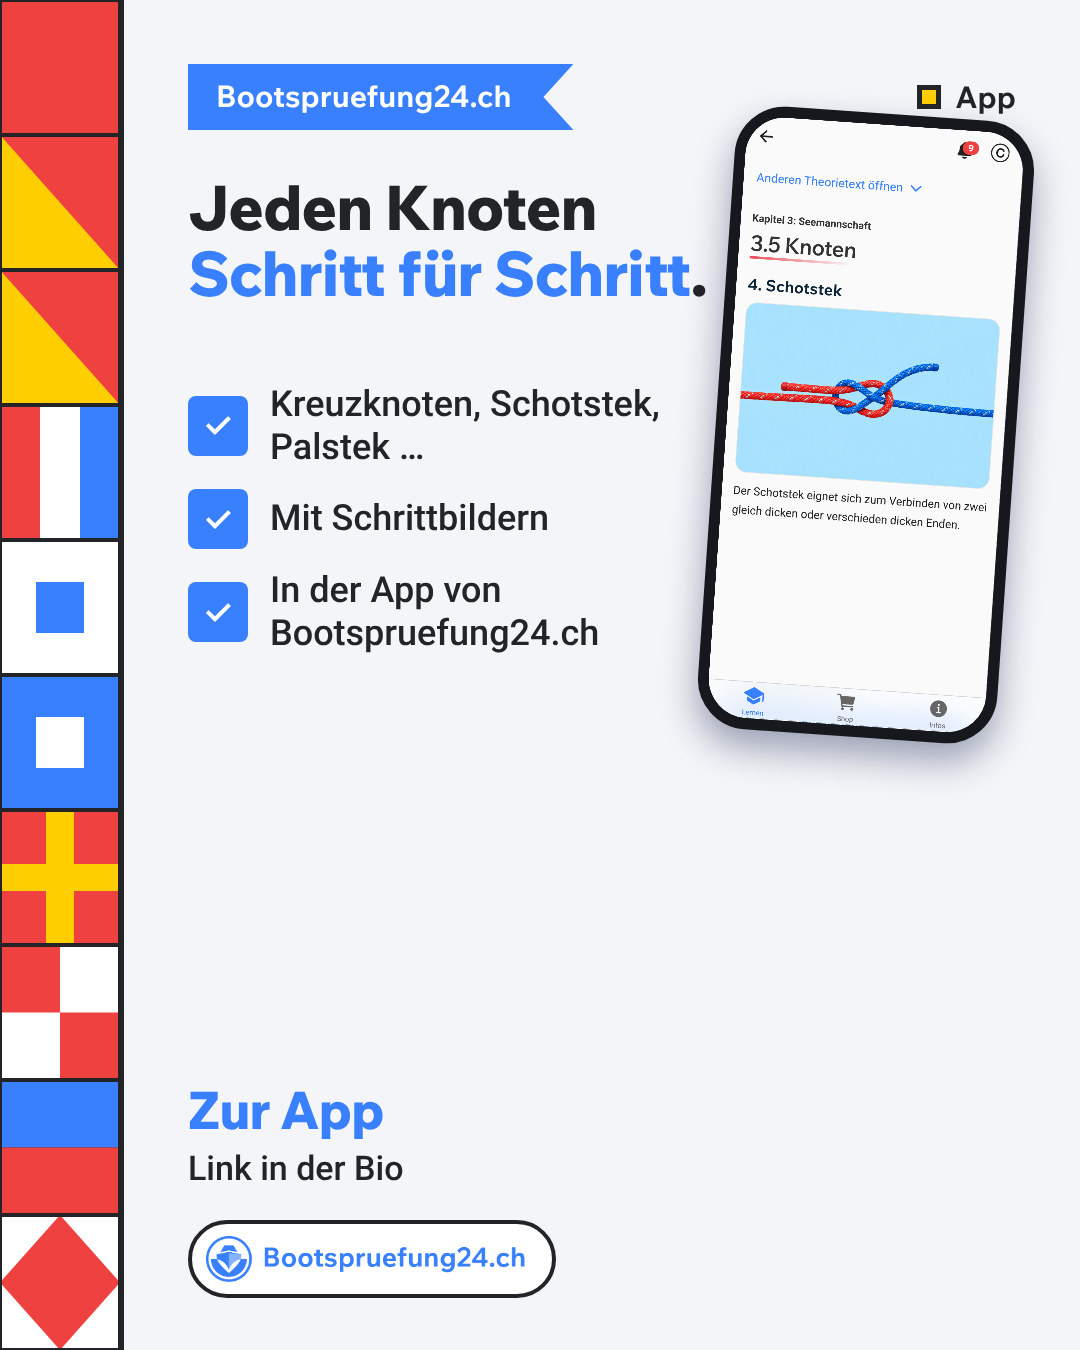 Bootspruefung24.ch
App
Jeden Knoten
Schritt für Schritt.
Kreuzknoten, Schotstek,
Palstek ...
Mit Schrittbildern
In der App von
Bootspruefung24.ch
9
C
Anderen Theorietext öffnen
Kapitel 3: Seemannschaft
3.5 Knoten
4. Schotstek
Der Schotstek eignet sich zum Verbinden von zwei
gleich dicken oder verschieden dicken Enden.
Lernen
Shop
Infos
Zur App
Link in der Bio
Bootspruefung24.ch